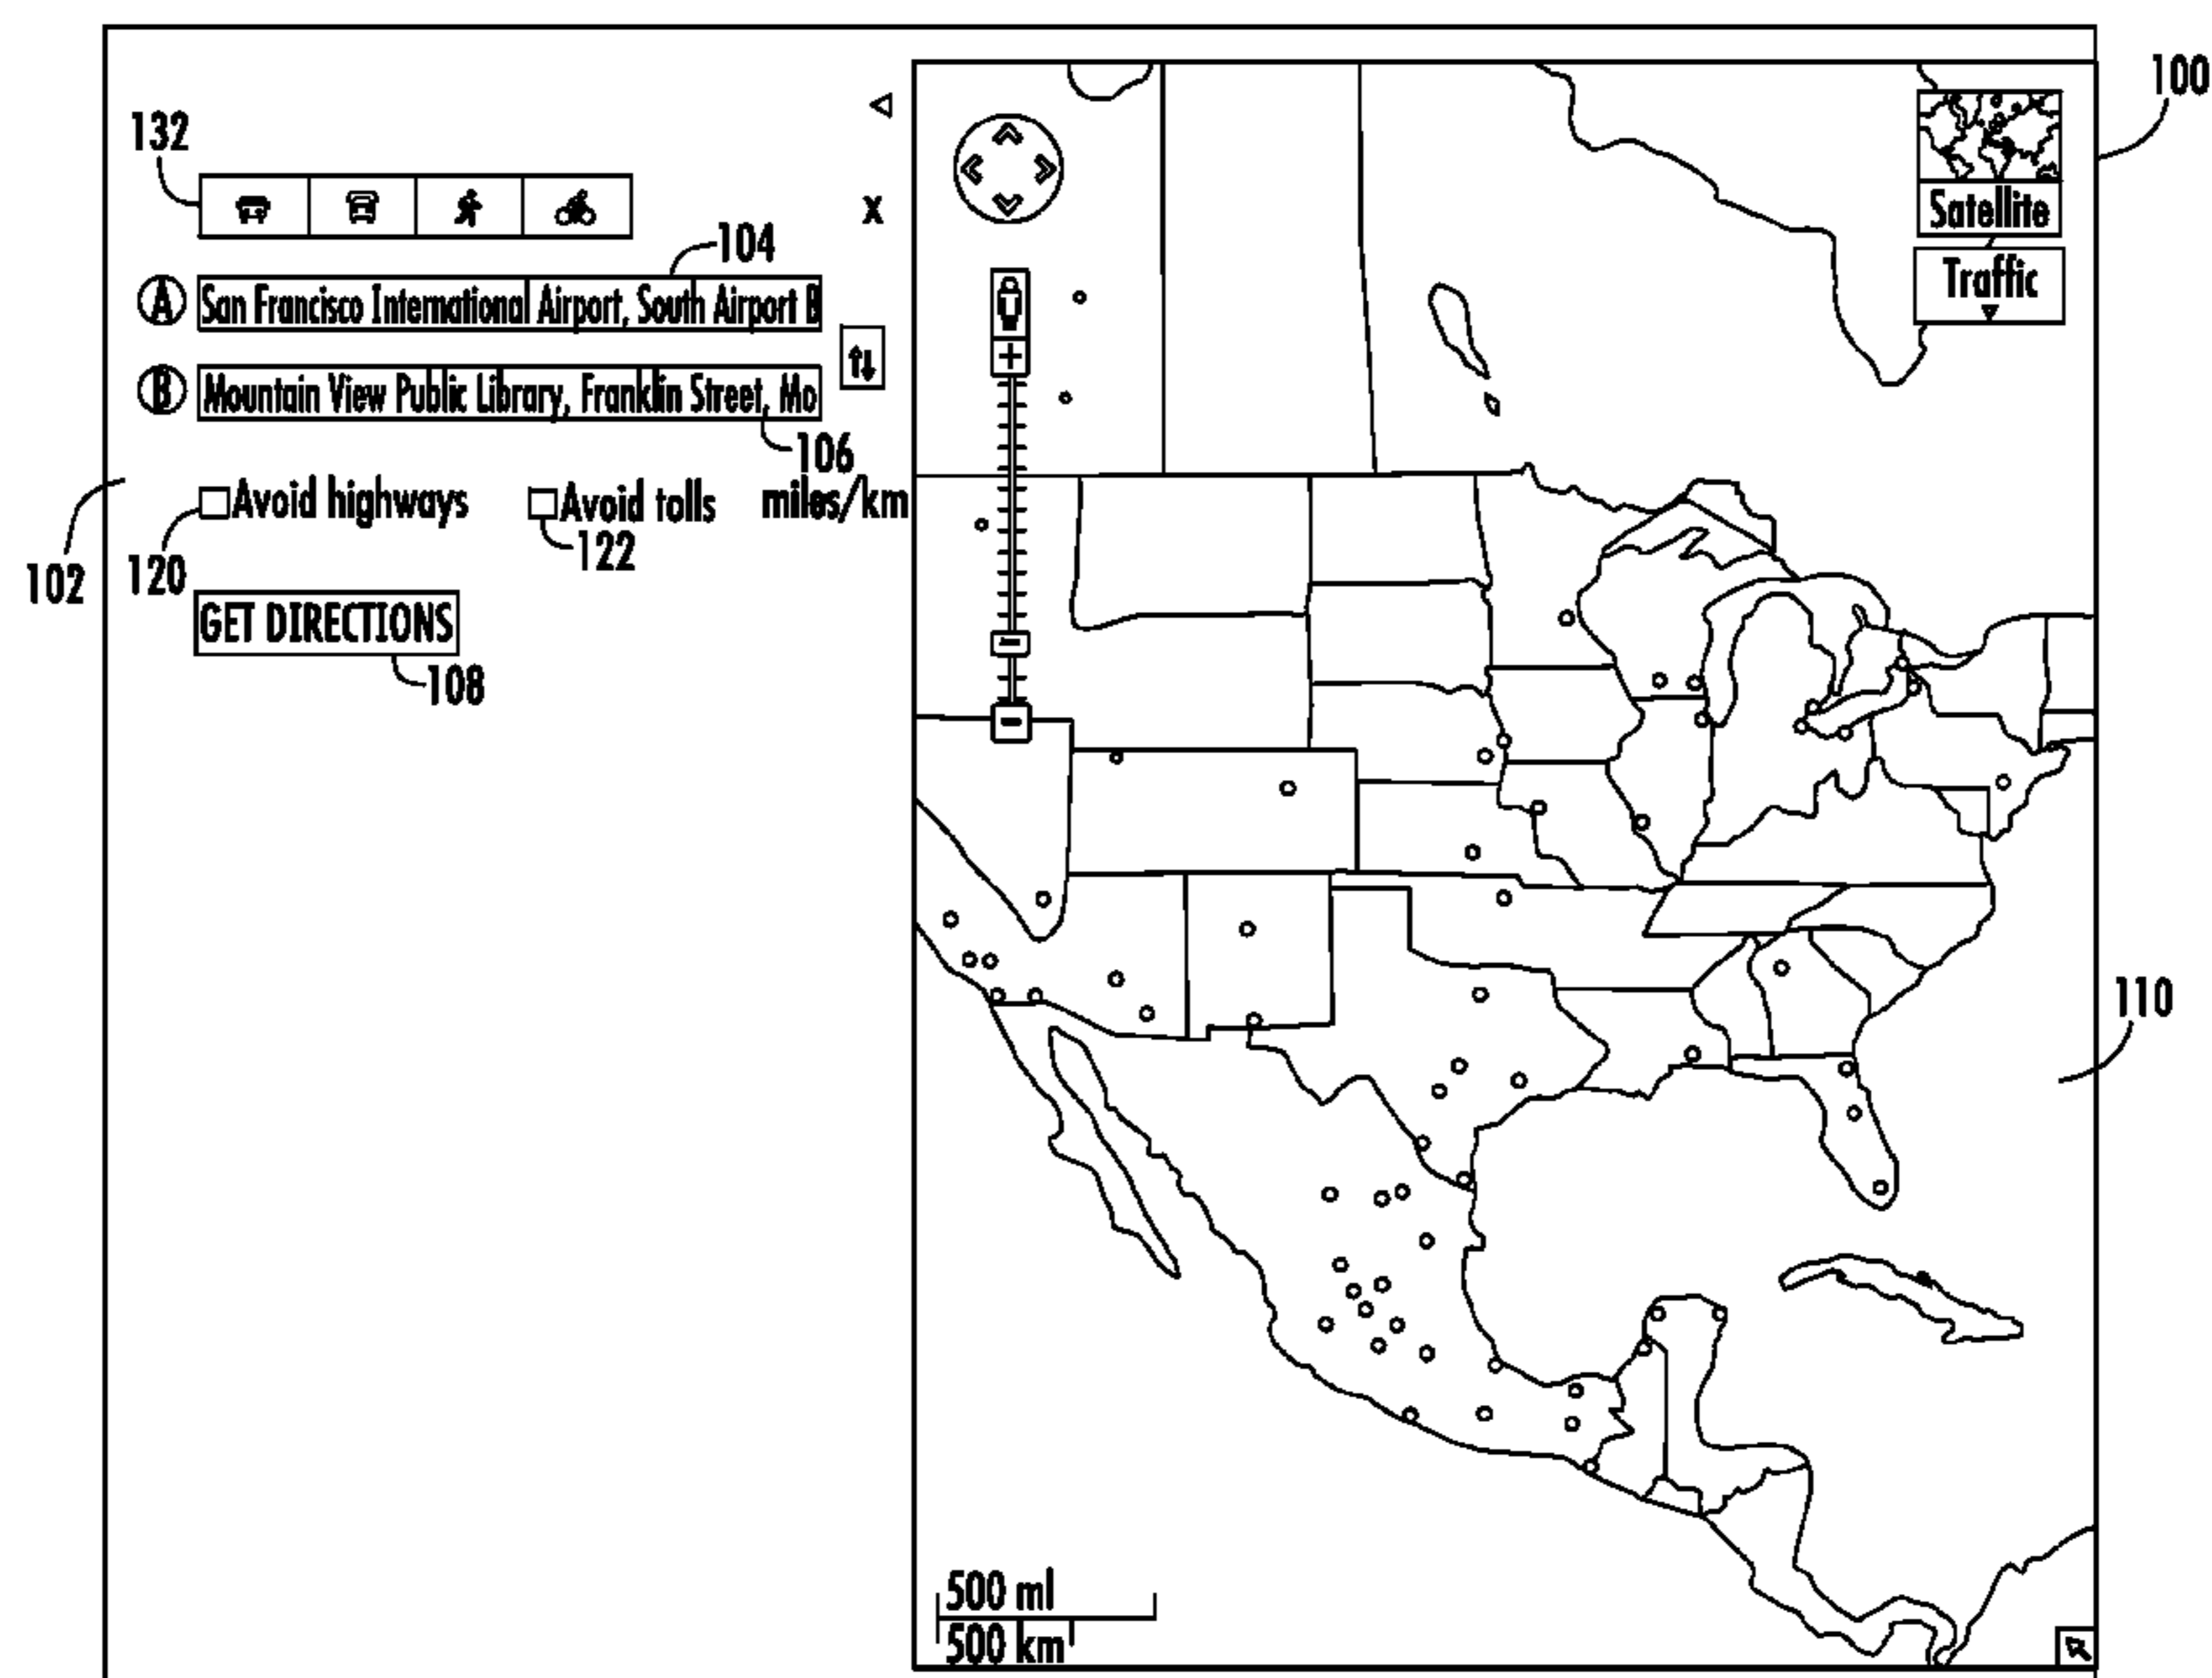 100
132
X
Satellite
104
A San Francisco International Airport, South Airport B
Traffic
B Mountain View Public Library, Franklin Street, Mo
106
Avoid highways Avoid tolls miles/km
102
120
122
GET DIRECTIONS
108
110
500 ml
500 km